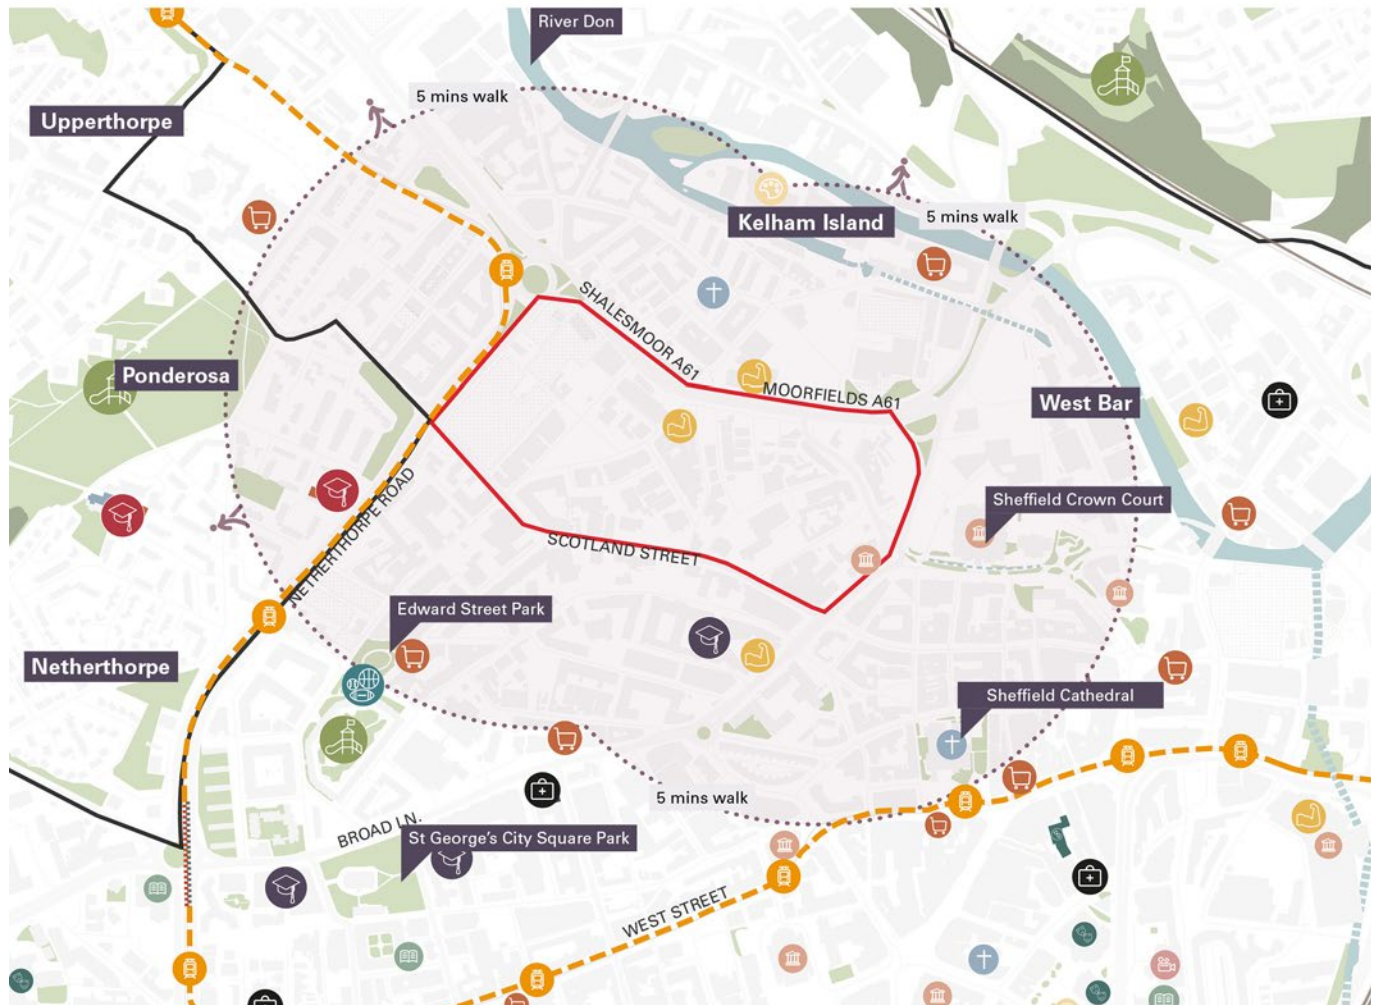 River Don
5 mins walk
Upperthorpe
Kelham Island
5 mins walk
SHALESMOOR A61
Ponderosa
MOORFIELDS A61
West Bar
NETHERTHORPE ROAD
Sheffield Crown Court
SCOTLAND STREET
Edward Street Park
Netherthorpe
Sheffield Cathedral
5 mins walk
BROAD LN.
St George's City Square Park
WEST STREET